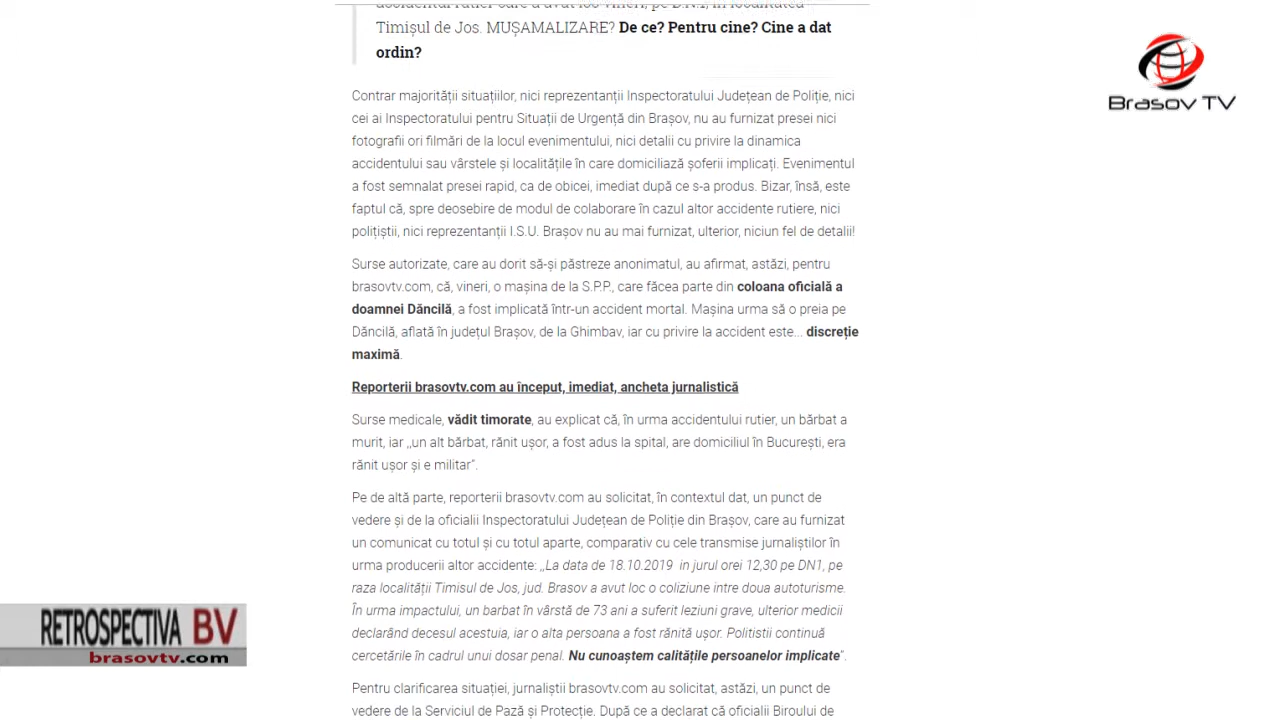 accidentul rutier care a avut loc vineri, pe D.N.1, în localitatea
Timișul de Jos. MUȘAMALIZARE? De ce? Pentru cine? Cine a dat
ordin?
Brasov TV
Contrar majorității situațiilor, nici reprezentanții Inspectoratului Județean de Poliție, nici
cei ai Inspectoratului pentru Situații de Urgență din Brașov, nu au furnizat presei nici
fotografii ori filmări de la locul evenimentului, nici detalii cu privire la dinamica
accidentului sau vârstele și localitățile în care domiciliază șoferii implicați. Evenimentul
a fost semnalat presei rapid, ca de obicei, imediat după ce s-a produs. Bizar, însă, este
faptul că, spre deosebire de modul de colaborare în cazul altor accidente rutiere, nici
polițiștii, nici reprezentanții I.S.U. Brașov nu au mai furnizat, ulterior, niciun fel de detalii!
Surse autorizate, care au dorit să-și păstreze anonimatul, au afirmat, astăzi, pentru
brasovtv.com, că, vineri, o mașina de la S.P.P., care făcea parte din coloana oficială a
doamnei Dăncilă, a fost implicată într-un accident mortal. Mașina urma să o preia pe
Dăncilă, aflată în județul Brașov, de la Ghimbav, iar cu privire la accident este... discreție
maximă.
Reporterii brasovtv.com au început, imediat, ancheta jurnalistică
Surse medicale, vădit timorate, au explicat că, în urma accidentului rutier, un bărbat a
murit, iar ,,un alt bărbat, rănit ușor, a fost adus la spital, are domiciliul în București, era
rănit ușor și e militar”.
Pe de altă parte, reporterii brasovtv.com au solicitat, în contextul dat, un punct de
vedere și de la oficialii Inspectoratului Județean de Poliție din Brașov, care au furnizat
un comunicat cu totul și cu totul aparte, comparativ cu cele transmise jurnaliștilor în
urma producerii altor accidente: ,,La data de 18.10.2019 in jurul orei 12,30 pe DN1, pe
raza localității Timisul de Jos, jud. Brasov a avut loc o coliziune intre doua autoturisme.
În urma impactului, un barbat în vârstă de 73 ani a suferit leziuni grave, ulterior medicii
declarând decesul acestuia, iar o alta persoana a fost rănită ușor. Politistii continuă
cercetările în cadrul unui dosar penal. Nu cunoaștem calitățile persoanelor implicate”.
Pentru clarificarea situației, jurnaliștii brasovtv.com au solicitat, astăzi, un punct de
vedere de la Serviciul de Pază și Protecție. După ce a declarat că oficialii Biroului de
RETROSPECTIVA BV
brasovtv.com